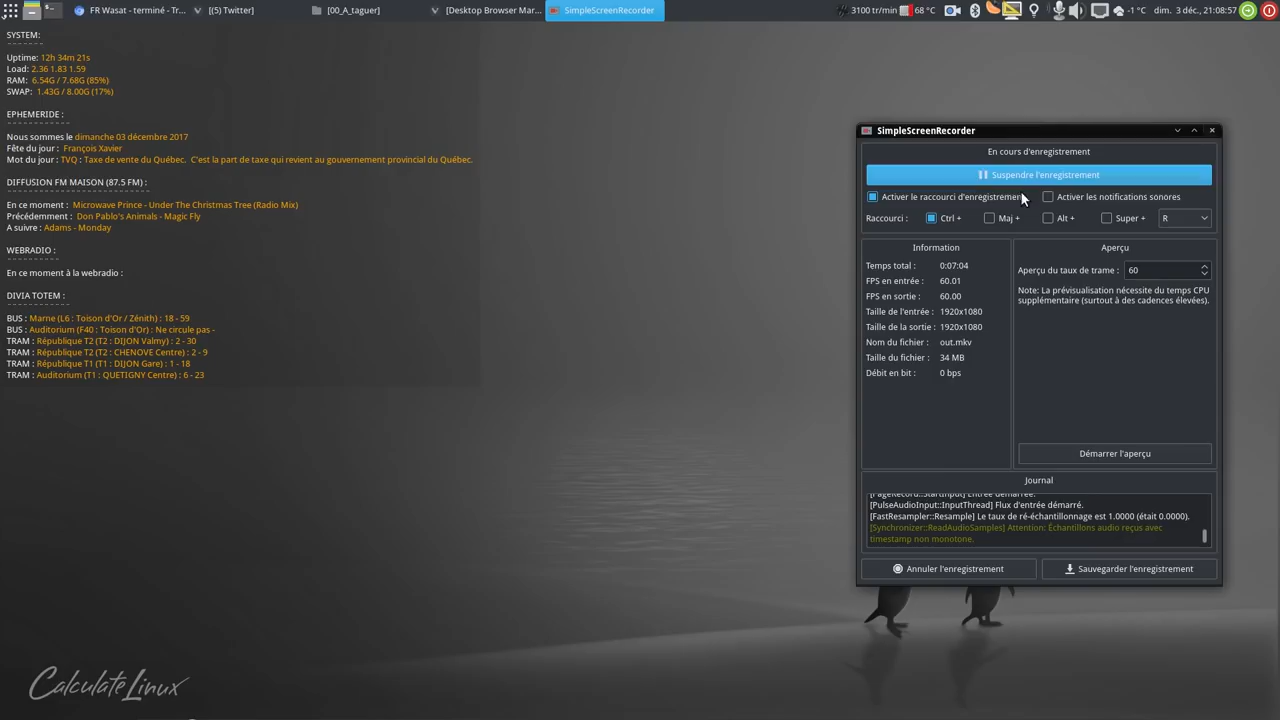 FR Wasat - terminé - Tr...
[(5) Twitter)
[00_A_taguer]
[Desktop Browser Mar...
SimpleScreenRecorder
3100 tr/min
68 °C
-1 °C
dim. 3 déc., 21:08:57
SYSTEM:
Uptime: 12h 34m 21s
Load: 2.36 1.83 1.59
RAM: 6.54G / 7.68G (85%)
SWAP: 1.43G / 8.00G (17%)
EPHEMERIDE :
Nous sommes le dimanche 03 décembre 2017
Fête du jour : François Xavier
Mot du jour : TVQ : Taxe de vente du Québec. C'est la part de taxe qui revient au gouvernement provincial du Québec.
DIFFUSION FM MAISON (87.5 FM) :
En ce moment : Microwave Prince - Under The Christmas Tree (Radio Mix)
Précédemment : Don Pablo's Animals - Magic Fly
A suivre : Adams - Monday
WEBRADIO :
En ce moment à la webradio :
DIVIA TOTEM :
BUS : Marne (L6 : Toison d'Or / Zénith) : 18 - 59
BUS : Auditorium (F40 : Toison d'Or) : Ne circule pas -
TRAM : République T2 (T2 : DIJON Valmy) : 2 - 30
TRAM : République T2 (T2 : CHENOVE Centre) : 2 - 9
TRAM : République T1 (T1 : DIJON Gare) : 1 - 18
TRAM : Auditorium (T1 : QUETIGNY Centre) : 6 - 23
SimpleScreenRecorder
En cours d'enregistrement
Suspendre l'enregistrement
Activer le raccourci d'enregistrement
Activer les notifications sonores
Raccourci : Ctrl + Maj + Alt + Super + R
Information
Temps total : 0:07:04
FPS en entrée : 60.01
FPS en sortie : 60.00
Taille de l'entrée : 1920x1080
Taille de la sortie : 1920x1080
Nom du fichier : out.mkv
Taille du fichier : 34 MB
Débit en bit : 0 bps
Aperçu
Aperçu du taux de trame : 60
Note: La prévisualisation nécessite du temps CPU
supplémentaire (surtout à des cadences élevées).
Démarrer l'aperçu
Journal
[PageRecord::StartInput] Entrée démarrée.
[PulseAudioInput::InputThread] Flux d'entrée démarré.
[FastResampler::Resample] Le taux de ré-échantillonnage est 1.0000 (était 0.0000).
[Synchronizer::ReadAudioSamples] Attention: Échantillons audio reçus avec
timestamp non monotone.
Annuler l'enregistrement
Sauvegarder l'enregistrement
Calculate Linux